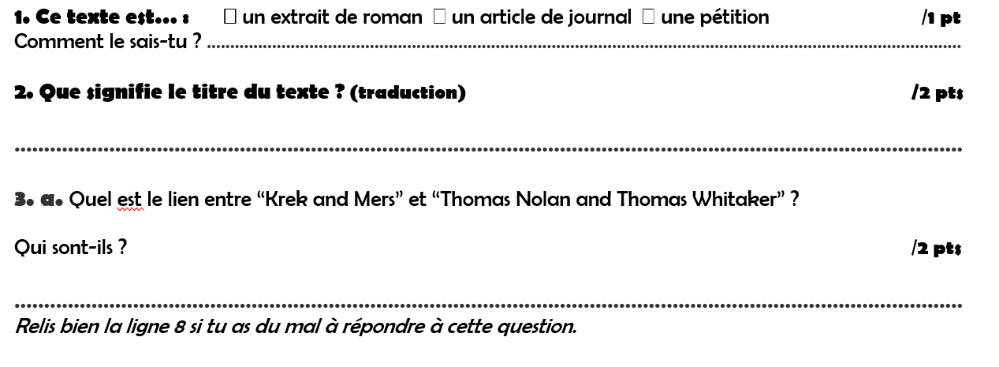 1. Ce texte est... : □ un extrait de roman □ un article de journal □ une pétition /1 pt
Comment le sais-tu ? ................................................................................................................................................................
2. Que signifie le titre du texte ? (traduction) /2 pts
................................................................................................................................................................
3. a. Quel est le lien entre “Krek and Mers” et “Thomas Nolan and Thomas Whitaker” ?
Qui sont-ils ? /2 pts
................................................................................................................................................................
Relis bien la ligne 8 si tu as du mal à répondre à cette question.